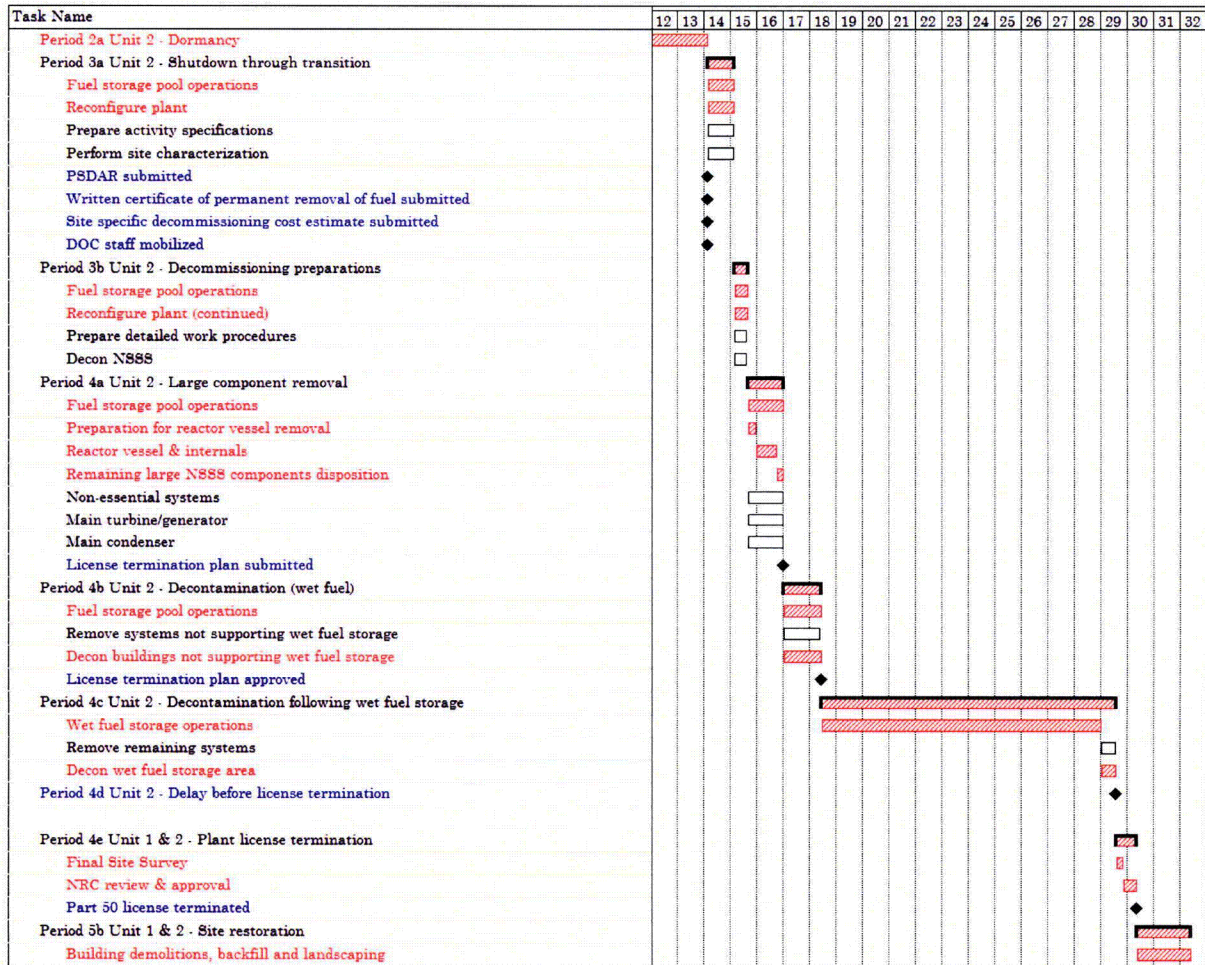 Task Name
12 13 14 15 16 17 18 19 20 21 22 23 24 25 26 27 28 29 30 31 32
Period 2a Unit 2 - Dormancy
Period 3a Unit 2 - Shutdown through transition
Fuel storage pool operations
Reconfigure plant
Prepare activity specifications
Perform site characterization
PSDAR submitted
Written certificate of permanent removal of fuel submitted
Site specific decommissioning cost estimate submitted
DOC staff mobilized
Period 3b Unit 2 - Decommissioning preparations
Fuel storage pool operations
Reconfigure plant (continued)
Prepare detailed work procedures
Decon NSSS
Period 4a Unit 2 - Large component removal
Fuel storage pool operations
Preparation for reactor vessel removal
Reactor vessel & internals
Remaining large NSSS components disposition
Non-essential systems
Main turbine/generator
Main condenser
License termination plan submitted
Period 4b Unit 2 - Decontamination (wet fuel)
Fuel storage pool operations
Remove systems not supporting wet fuel storage
Decon buildings not supporting wet fuel storage
License termination plan approved
Period 4c Unit 2 - Decontamination following wet fuel storage
Wet fuel storage operations
Remove remaining systems
Decon wet fuel storage area
Period 4d Unit 2 - Delay before license termination
Period 4e Unit 1 & 2 - Plant license termination
Final Site Survey
NRC review & approval
Part 50 license terminated
Period 5b Unit 1 & 2 - Site restoration
Building demolitions, backfill and landscaping